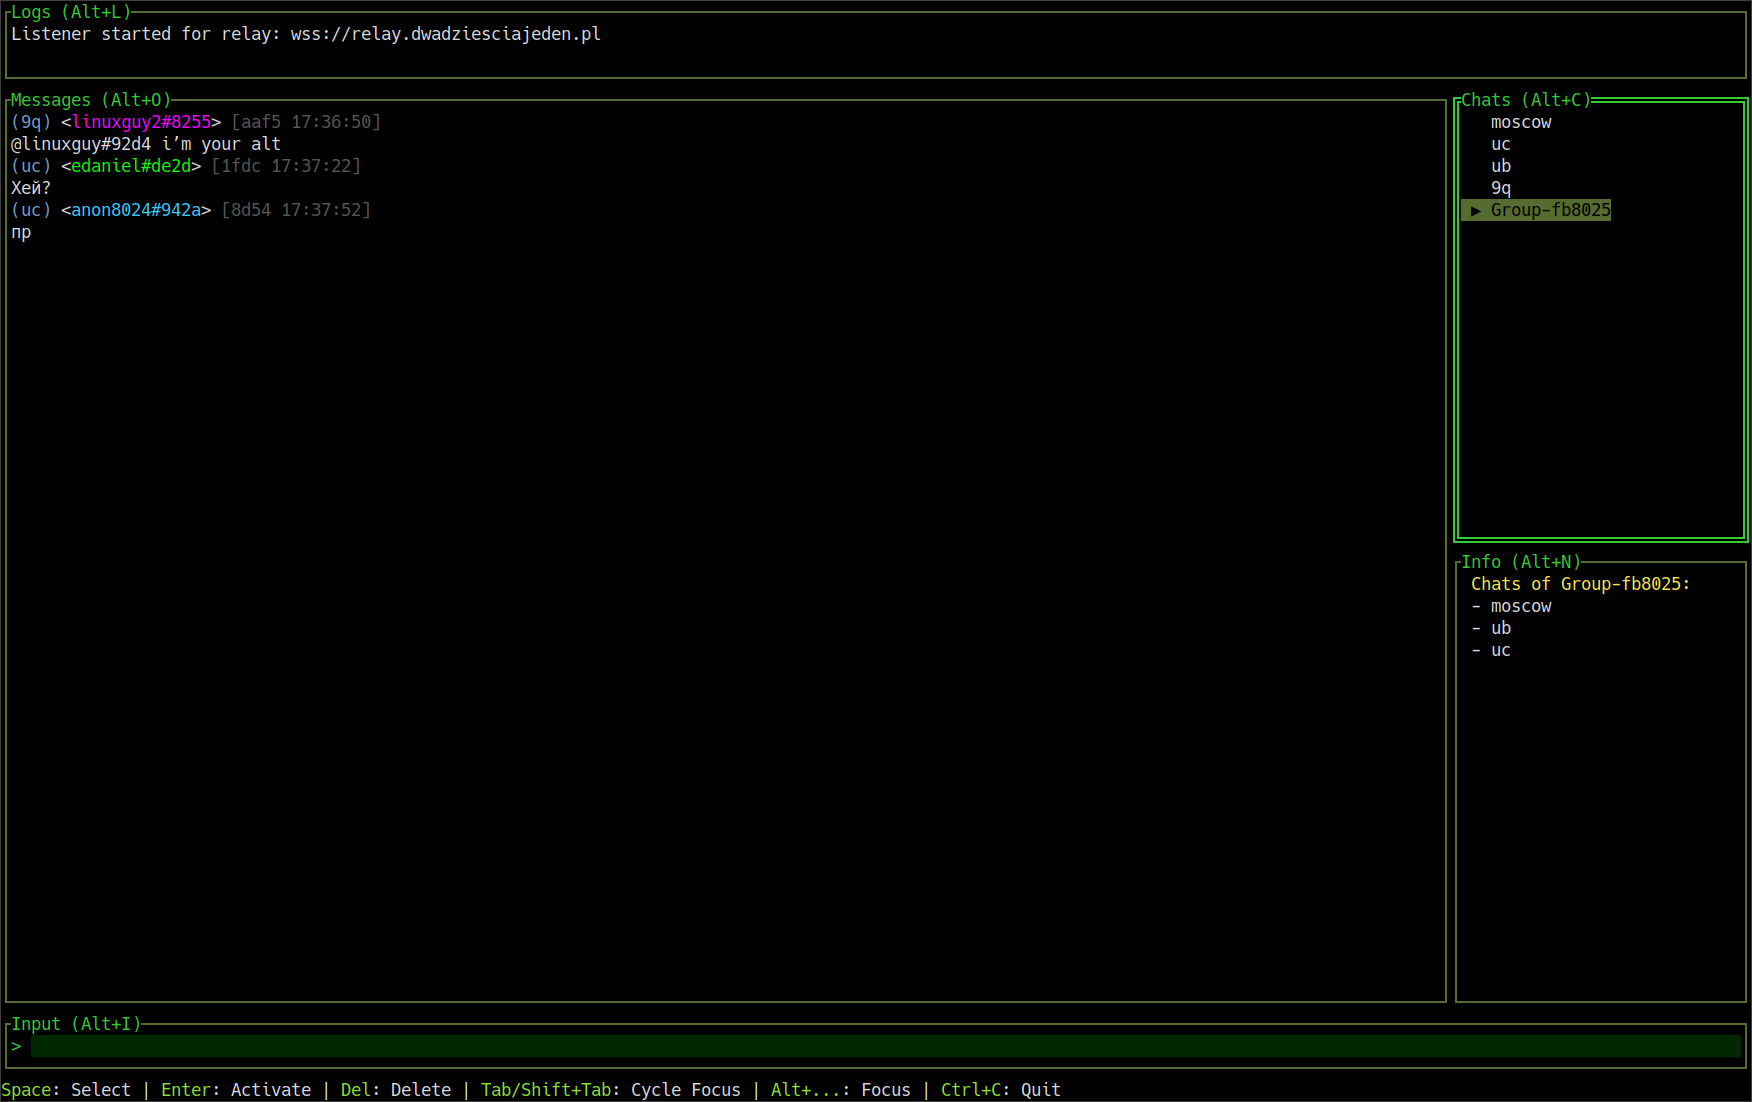 Logs (Alt+L)
Listener started for relay: wss://relay.dwadziesciajeden.pl
Messages (Alt+O)
(9q) <linuxguy2#8255> [aaf5 17:36:50]
@linuxguy#92d4 i’m your alt
(uc) <edaniel#de2d> [1fdc 17:37:22]
Хей?
(uc) <anon8024#942a> [8d54 17:37:52]
пр
Chats (Alt+C)
moscow
uc
ub
9q
▶ Group-fb8025
Info (Alt+N)
Chats of Group-fb8025:
- moscow
- ub
- uc
Input (Alt+I)
>
Space: Select | Enter: Activate | Del: Delete | Tab/Shift+Tab: Cycle Focus | Alt+...: Focus | Ctrl+C: Quit